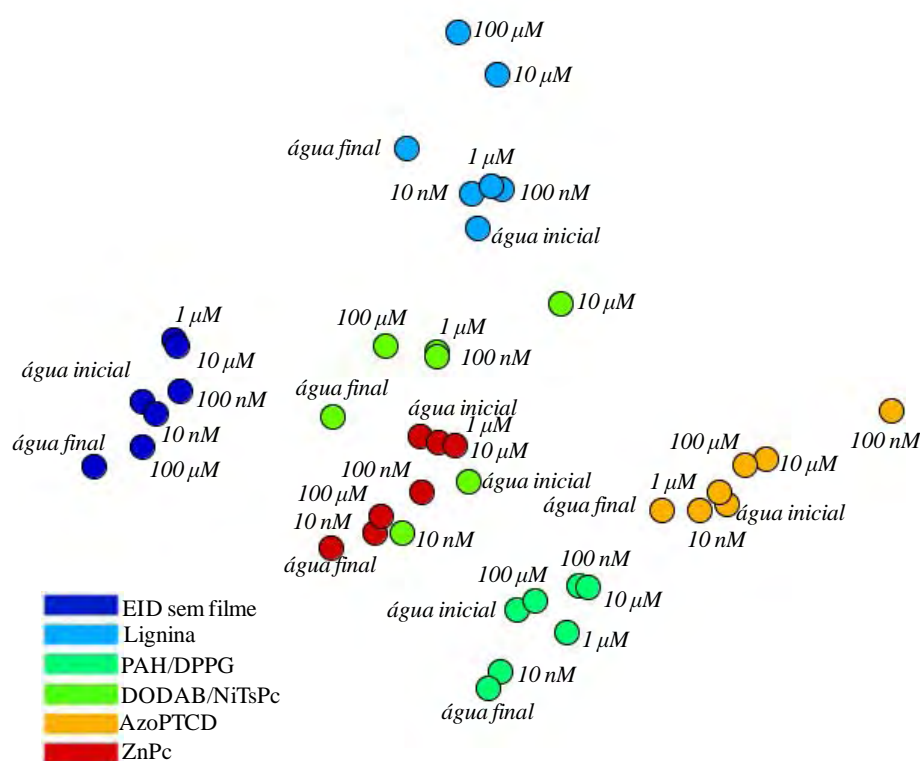 100 μM
10 μM
água final
1 μM
10 nM
100 nM
água inicial
10 μM
1 μM
100 μM
1 μM
10 μM
100 nM
água inicial
água final
100 nM
água inicial
água final
10 nM
1 μM
100 nM
100 μM
10 μM
100 μM
10 μM
100 nM
água inicial
1 μM
100 μM
água final
água inicial
10 nM
10 nM
10 nM
água final
100 nM
100 μM
10 μM
água inicial
1 μM
10 nM
água final
EID sem filme
Lignina
PAH/DPPG
DODAB/NiTsPc
AzoPTCD
ZnPc